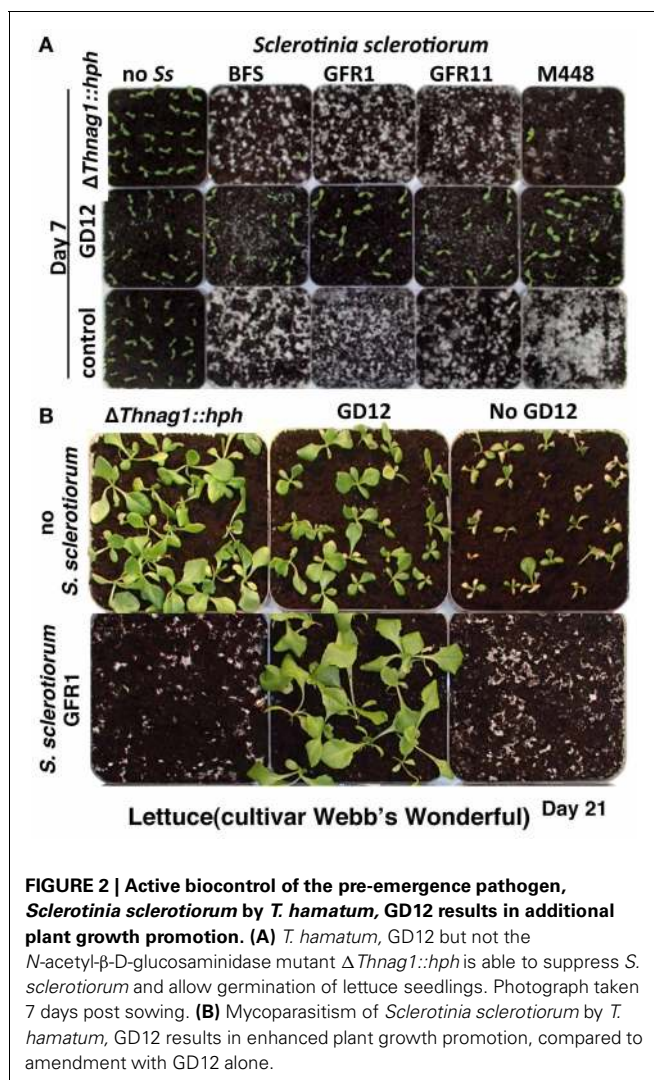 A
Sclerotinia sclerotiorum
no Ss BFS GFR1 GFR11 M448
ΔThnag1::hph
GD12
control
Day 7
B
ΔThnag1::hph GD12 No GD12
no
S. sclerotiorum
S. sclerotiorum
GFR1
Lettuce(cultivar Webb's Wonderful) Day 21
FIGURE 2 | Active biocontrol of the pre-emergence pathogen,
Sclerotinia sclerotiorum by T. hamatum, GD12 results in additional
plant growth promotion. (A) T. hamatum, GD12 but not the
N-acetyl-β-D-glucosaminidase mutant ΔThnag1::hph is able to suppress S.
sclerotiorum and allow germination of lettuce seedlings. Photograph taken
7 days post sowing. (B) Mycoparasitism of Sclerotinia sclerotiorum by T.
hamatum, GD12 results in enhanced plant growth promotion, compared to
amendment with GD12 alone.